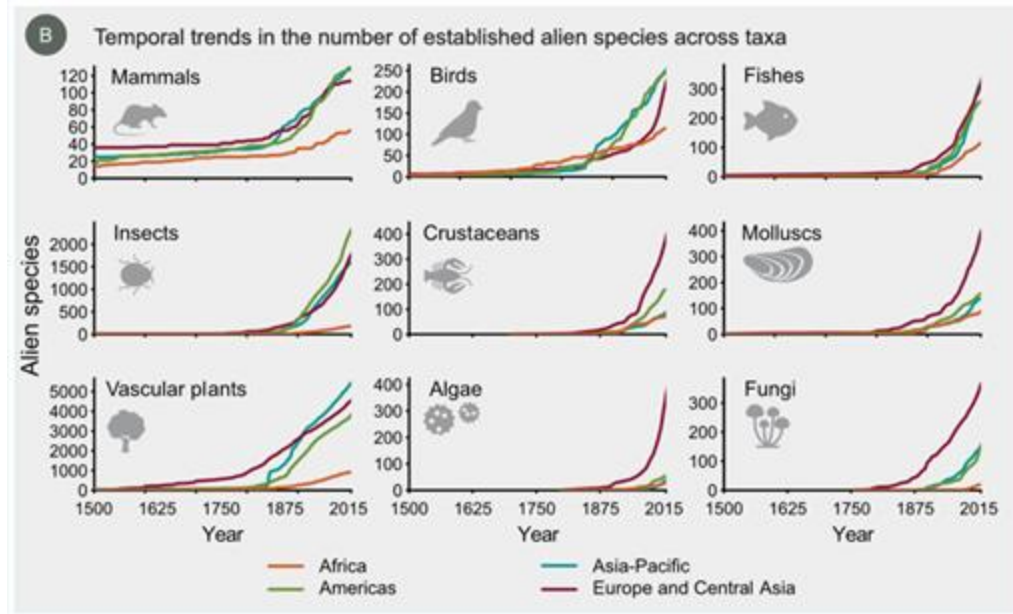 B
Temporal trends in the number of established alien species across taxa
Alien species
Mammals
120
100
80
60
40
20
0
Birds
250
200
150
100
50
0
Fishes
300
200
100
0
Insects
2000
1500
1000
500
0
Crustaceans
400
300
200
100
0
Molluscs
400
300
200
100
0
Vascular plants
5000
4000
3000
2000
1000
0
1500 1625 1750 1875 2015
Year
Algae
400
300
200
100
0
1500 1625 1750 1875 2015
Year
Fungi
300
200
100
0
1500 1625 1750 1875 2015
Year
Africa
Americas
Asia-Pacific
Europe and Central Asia